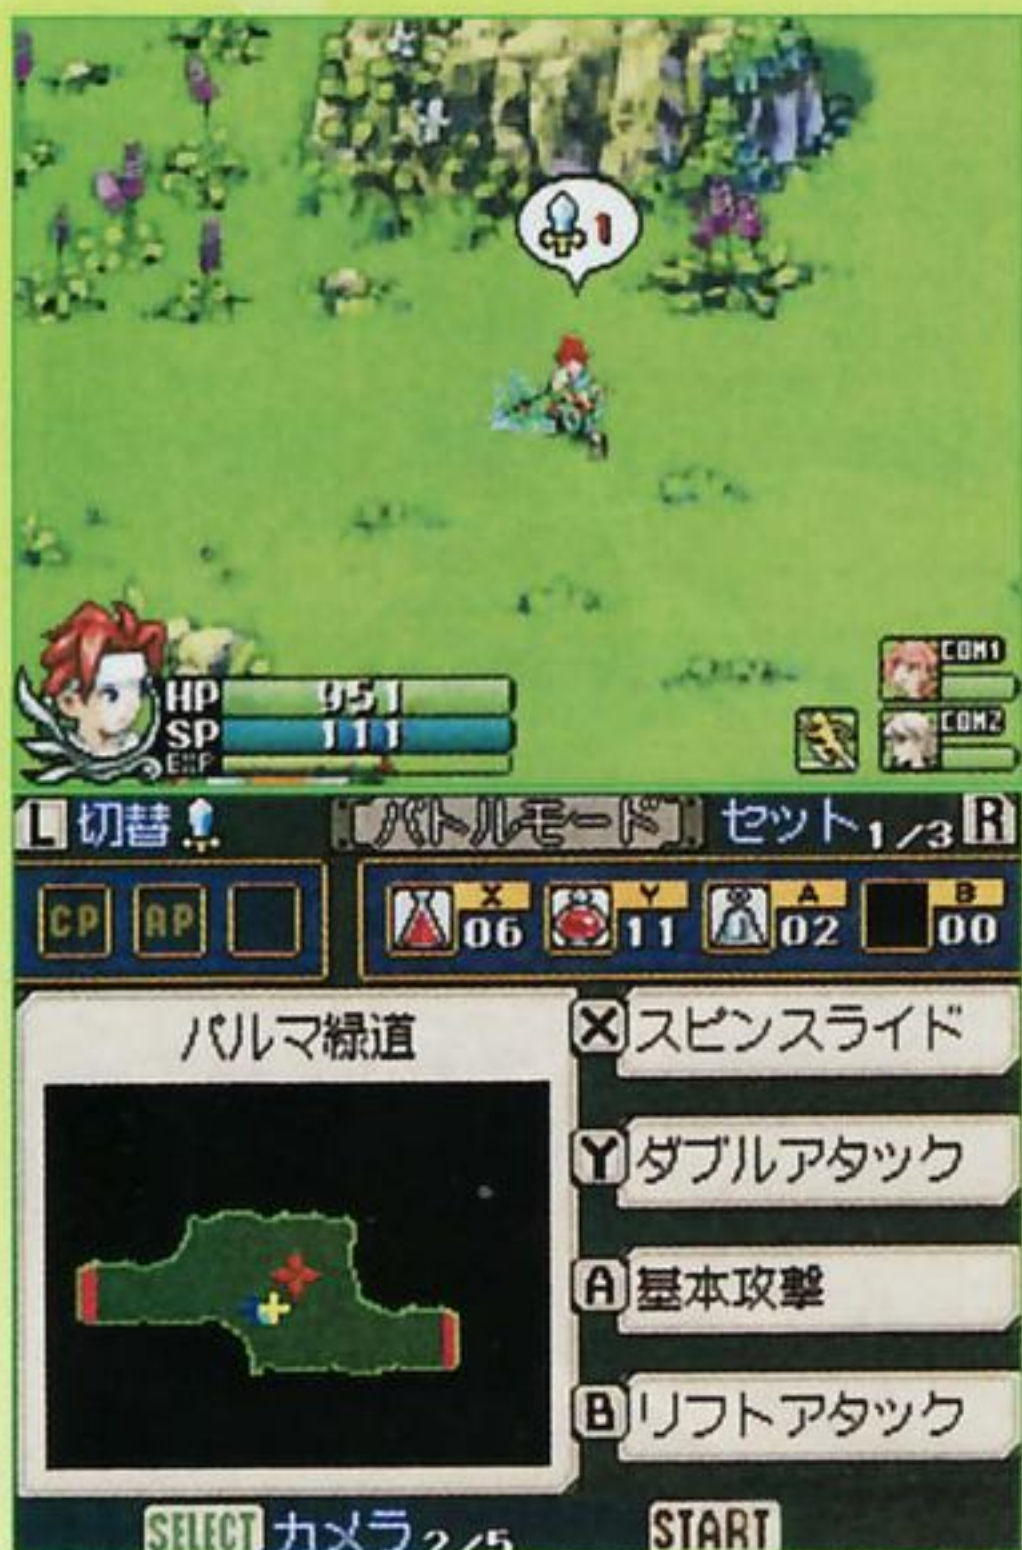 1
HP 951
SP 111
EXP
COM1
COM2
L 切替 バトルモード セット 1/3 R
CP AP X 06 Y 11 A 02 B 00
パルマ緑道
X スピンスライド
Y ダブルアタック
A 基本攻撃
B リフトアタック
SELECT カメラ 2/5 START